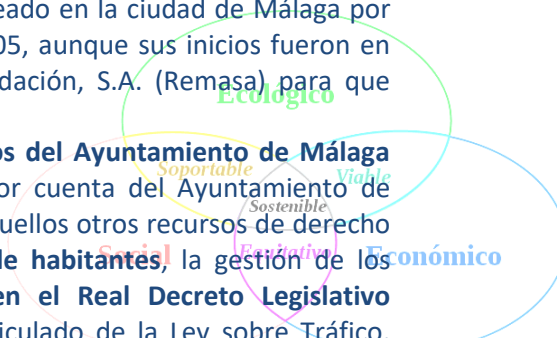 eado en la ciudad de Málaga por
05, aunque sus inicios fueron en
dación, S.A. (Remasa) para que
Ecológico
os del Ayuntamiento de Málaga
Soportable
Viable
or cuenta del Ayuntamiento de
Sostenible
uellos otros recursos de derecho
de habitantes, la gestión de los
Social
Equitativo
Económico
en el Real Decreto Legislativo
iculado de la Ley sobre Tráfico,